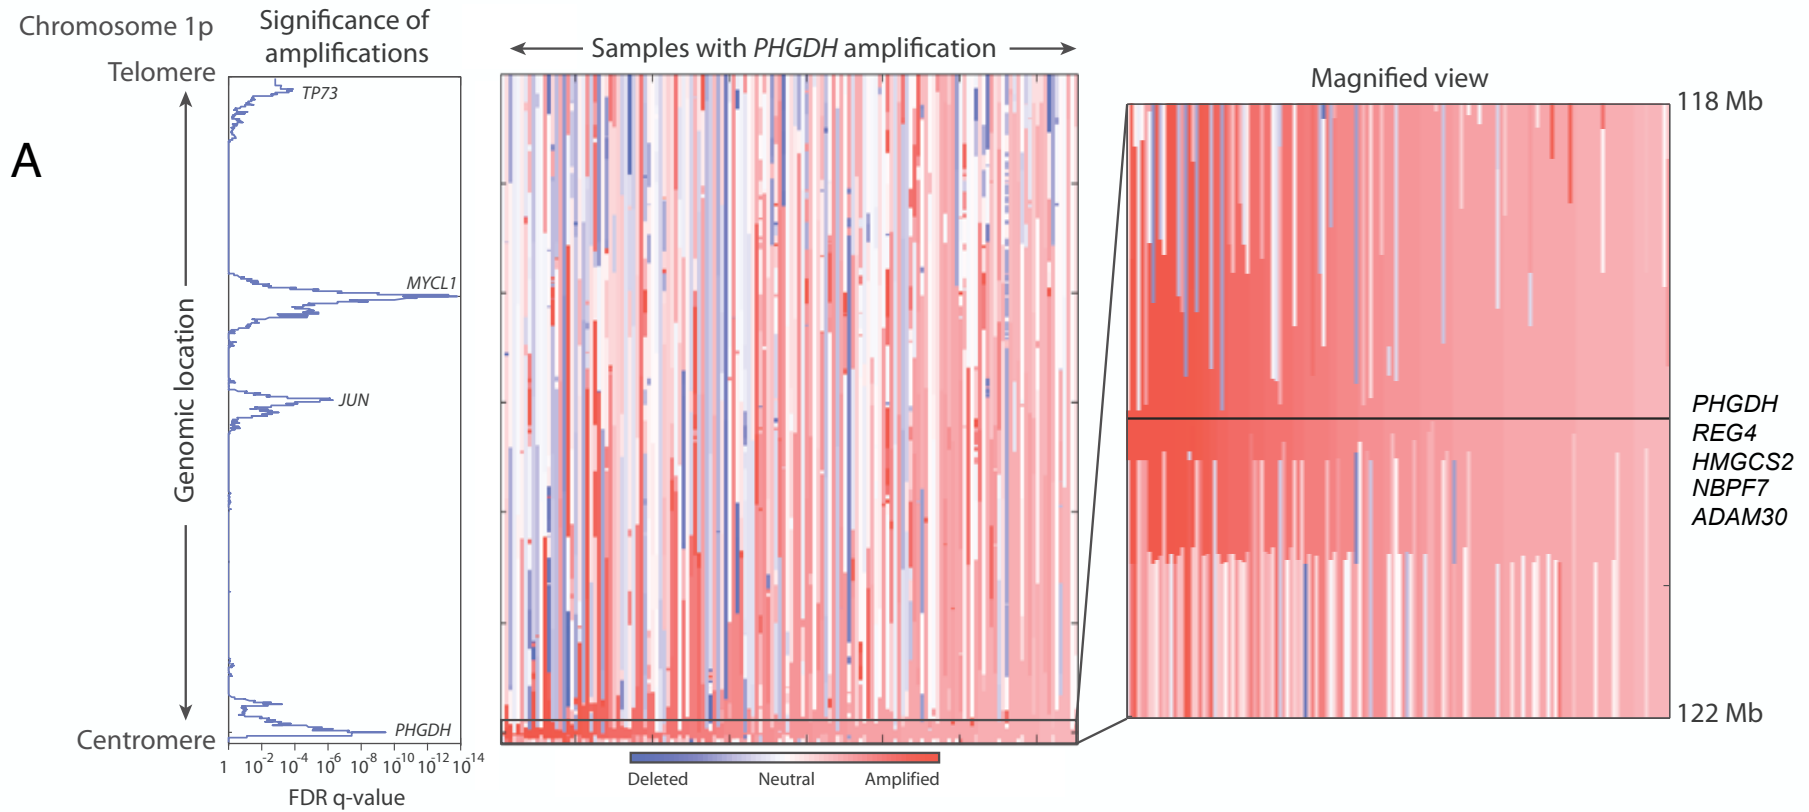 Chromosome 1p
Significance of
amplifications
Samples with PHGDH amplification
Magnified view
Telomere
TP73
118 Mb
A
MYCL1
Genomic location
JUN
PHGDH
REG4
HMGCS2
NBPF7
ADAM30
122 Mb
PHGDH
Centromere
1 10-2 10-4 10-6 10-8 10-10 10-12 10-14
Deleted Neutral Amplified
FDR q-value